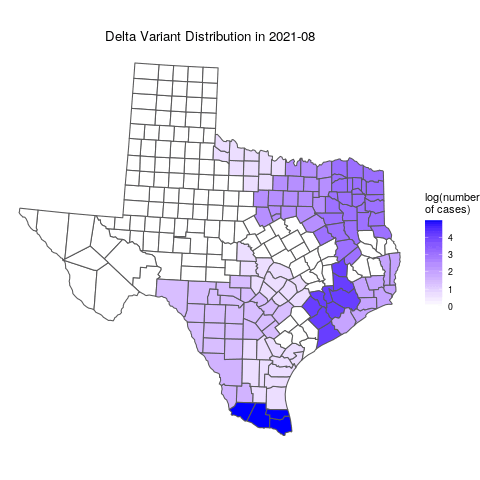 Delta Variant Distribution in 2021-08
log(number
of cases)
4
3
2
1
0